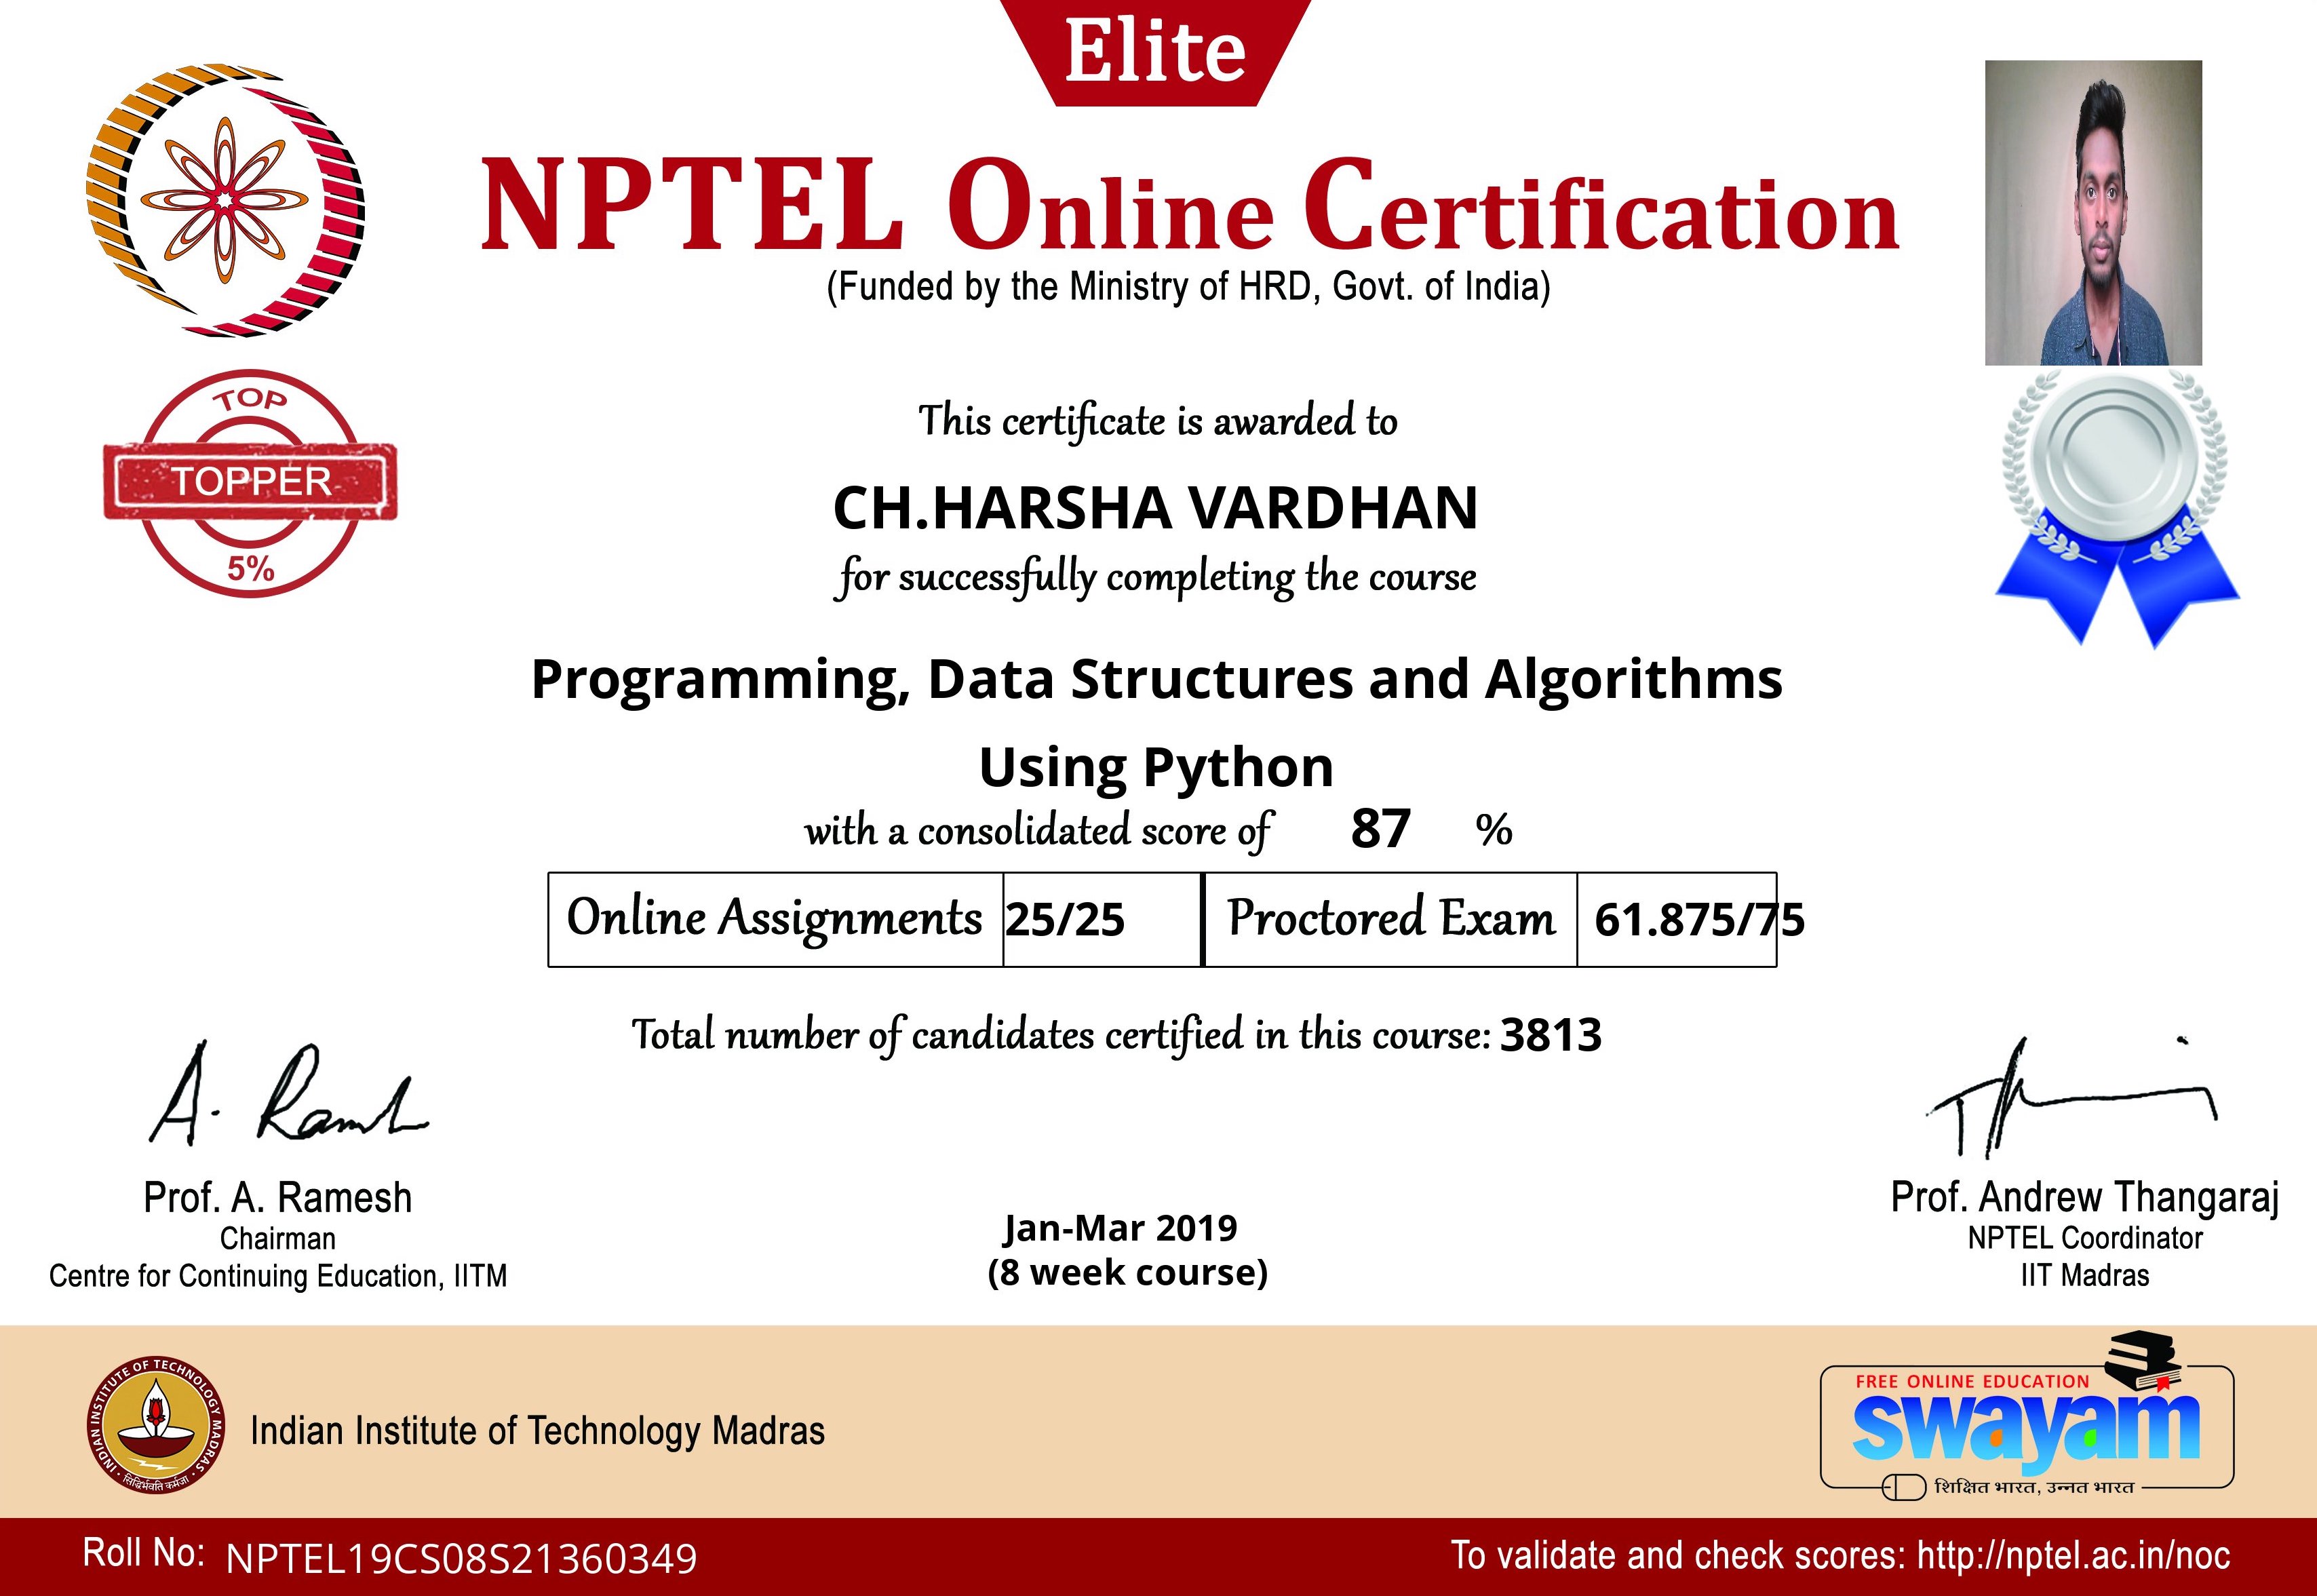 Elite
NPTEL Online Certification
(Funded by the Ministry of HRD, Govt. of India)
TOP
TOPPER
5%
This certificate is awarded to
CH.HARSHA VARDHAN
for successfully completing the course
Programming, Data Structures and Algorithms
Using Python
with a consolidated score of 87 %
Online Assignments 25/25 Proctored Exam 61.875/75
Total number of candidates certified in this course: 3813
A. Ramesh
Prof. A. Ramesh
Chairman
Centre for Continuing Education, IITM
Jan-Mar 2019
(8 week course)
Prof. Andrew Thangaraj
NPTEL Coordinator
IIT Madras
INDIAN INSTITUTE OF TECHNOLOGY MADRAS
सिद्धिर्भवति कर्मजा
Indian Institute of Technology Madras
FREE ONLINE EDUCATION
swayam
शिक्षित भारत, उन्नत भारत
Roll No: NPTEL19CS08S21360349
To validate and check scores: http://nptel.ac.in/noc